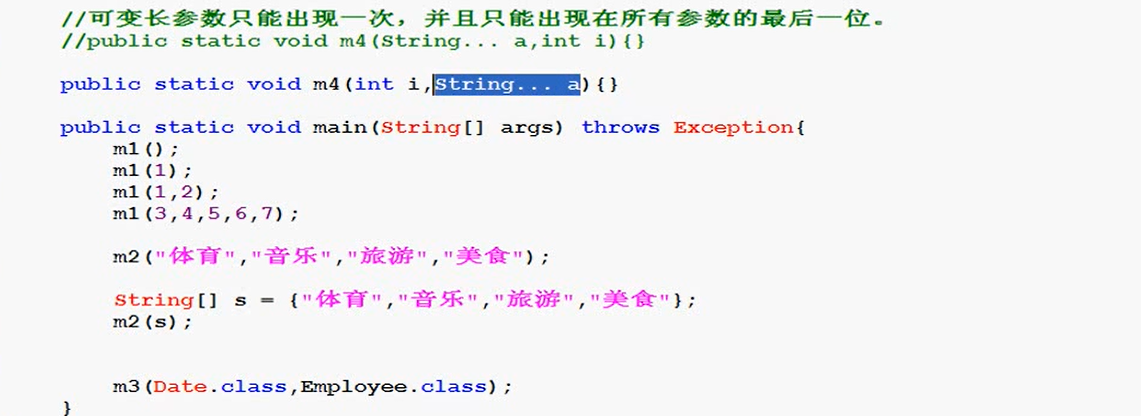 //可变长参数只能出现一次，并且只能出现在所有参数的最后一位。
//public static void m4(String... a,int i){}
public static void m4(int i,String... a){}
public static void main(String[] args) throws Exception{
m1();
m1(1);
m1(1,2);
m1(3,4,5,6,7);
m2("体育","音乐","旅游","美食");
String[] s = {"体育","音乐","旅游","美食"};
m2(s);
m3(Date.class,Employee.class);
}